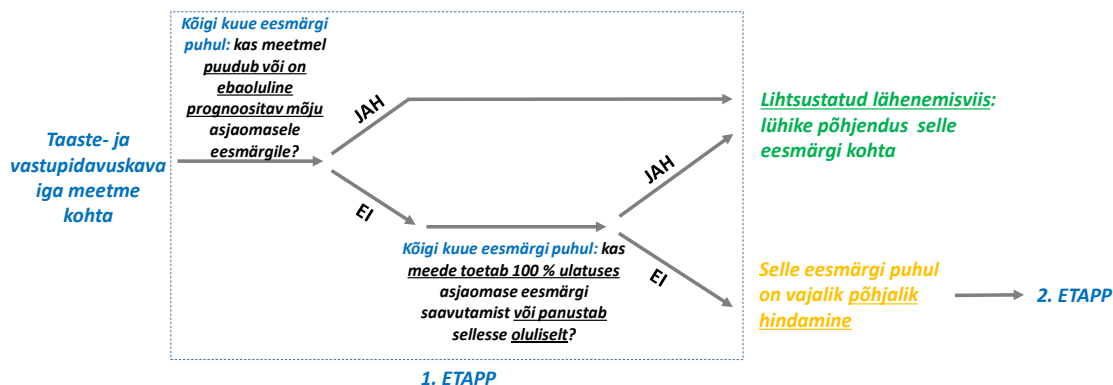 Kõigi kuue eesmärgi
puhul: kas meetmel
puudub või on
ebaoluline
prognoositav mõju
asjaomasele
eesmärgile?
Taaste- ja
vastupidavuskava
iga meetme
kohta
JAH
EI
Kõigi kuue eesmärgi puhul: kas
meede toetab 100 % ulatuses
asjaomase eesmärgi
saavutamist või panustab
sellesse oluliselt?
JAH
EI
Lihtsustatud lähenemisviis:
lühike põhjendus selle
eesmärgi kohta
Selle eesmärgi puhul
on vajalik põhjalik
hindamine
2. ETAPP
1. ETAPP